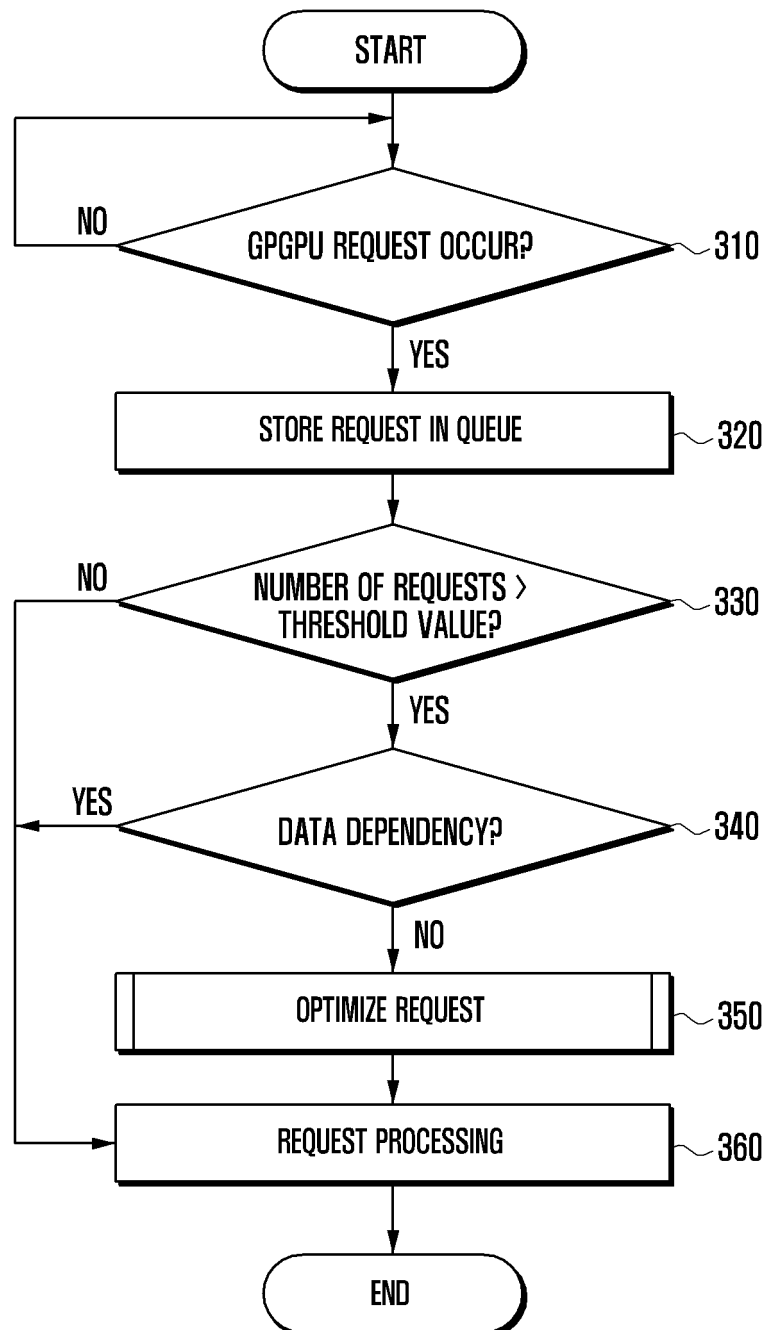 START
NO
GPGPU REQUEST OCCUR?
310
YES
STORE REQUEST IN QUEUE
320
NO
NUMBER OF REQUESTS >
THRESHOLD VALUE?
330
YES
YES
DATA DEPENDENCY?
340
NO
OPTIMIZE REQUEST
350
REQUEST PROCESSING
360
END